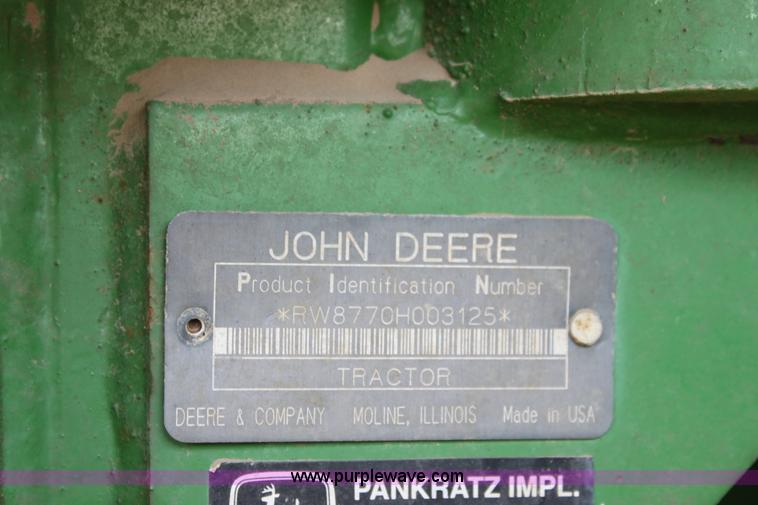 JOHN DEERE
Product Identification Number
*RW8770H003125*
TRACTOR
DEERE & COMPANY MOLINE, ILLINOIS Made in USA
www.purplewave.com
PANKRATZ IMPL.